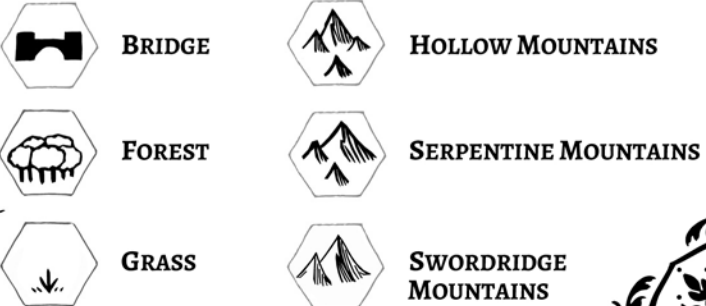 Bridge
Hollow Mountains
Forest
Serpentine Mountains
Grass
Swordridge
Mountains